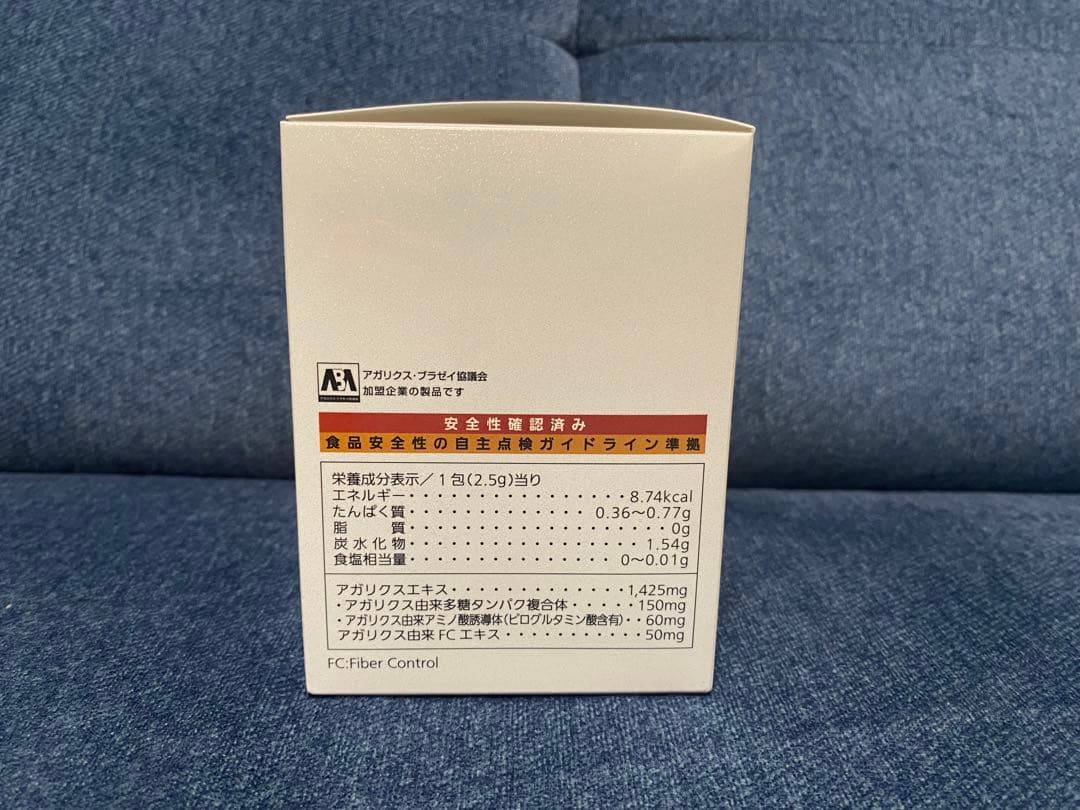 ABA
アガリクス・ブラゼイ協議会
加盟企業の製品です
安全性確認済み
食品安全性の自主点検ガイドライン準拠
栄養成分表示／1包(2.5g)当り
エネルギー・・・・・・・・・・・・・・・・8.74kcal
たんぱく質・・・・・・・・・・・・・0.36〜0.77g
脂　　質・・・・・・・・・・・・・・・・・・・・0g
炭水化物・・・・・・・・・・・・・・・・・・1.54g
食塩相当量・・・・・・・・・・・・・・・0〜0.01g
アガリクスエキス・・・・・・・・・・・・・1,425mg
・アガリクス由来多糖タンパク複合体・・・・・150mg
・アガリクス由来アミノ酸誘導体(ピログルタミン酸含有)・・60mg
アガリクス由来FCエキス・・・・・・・・・・・50mg
FC:Fiber Control